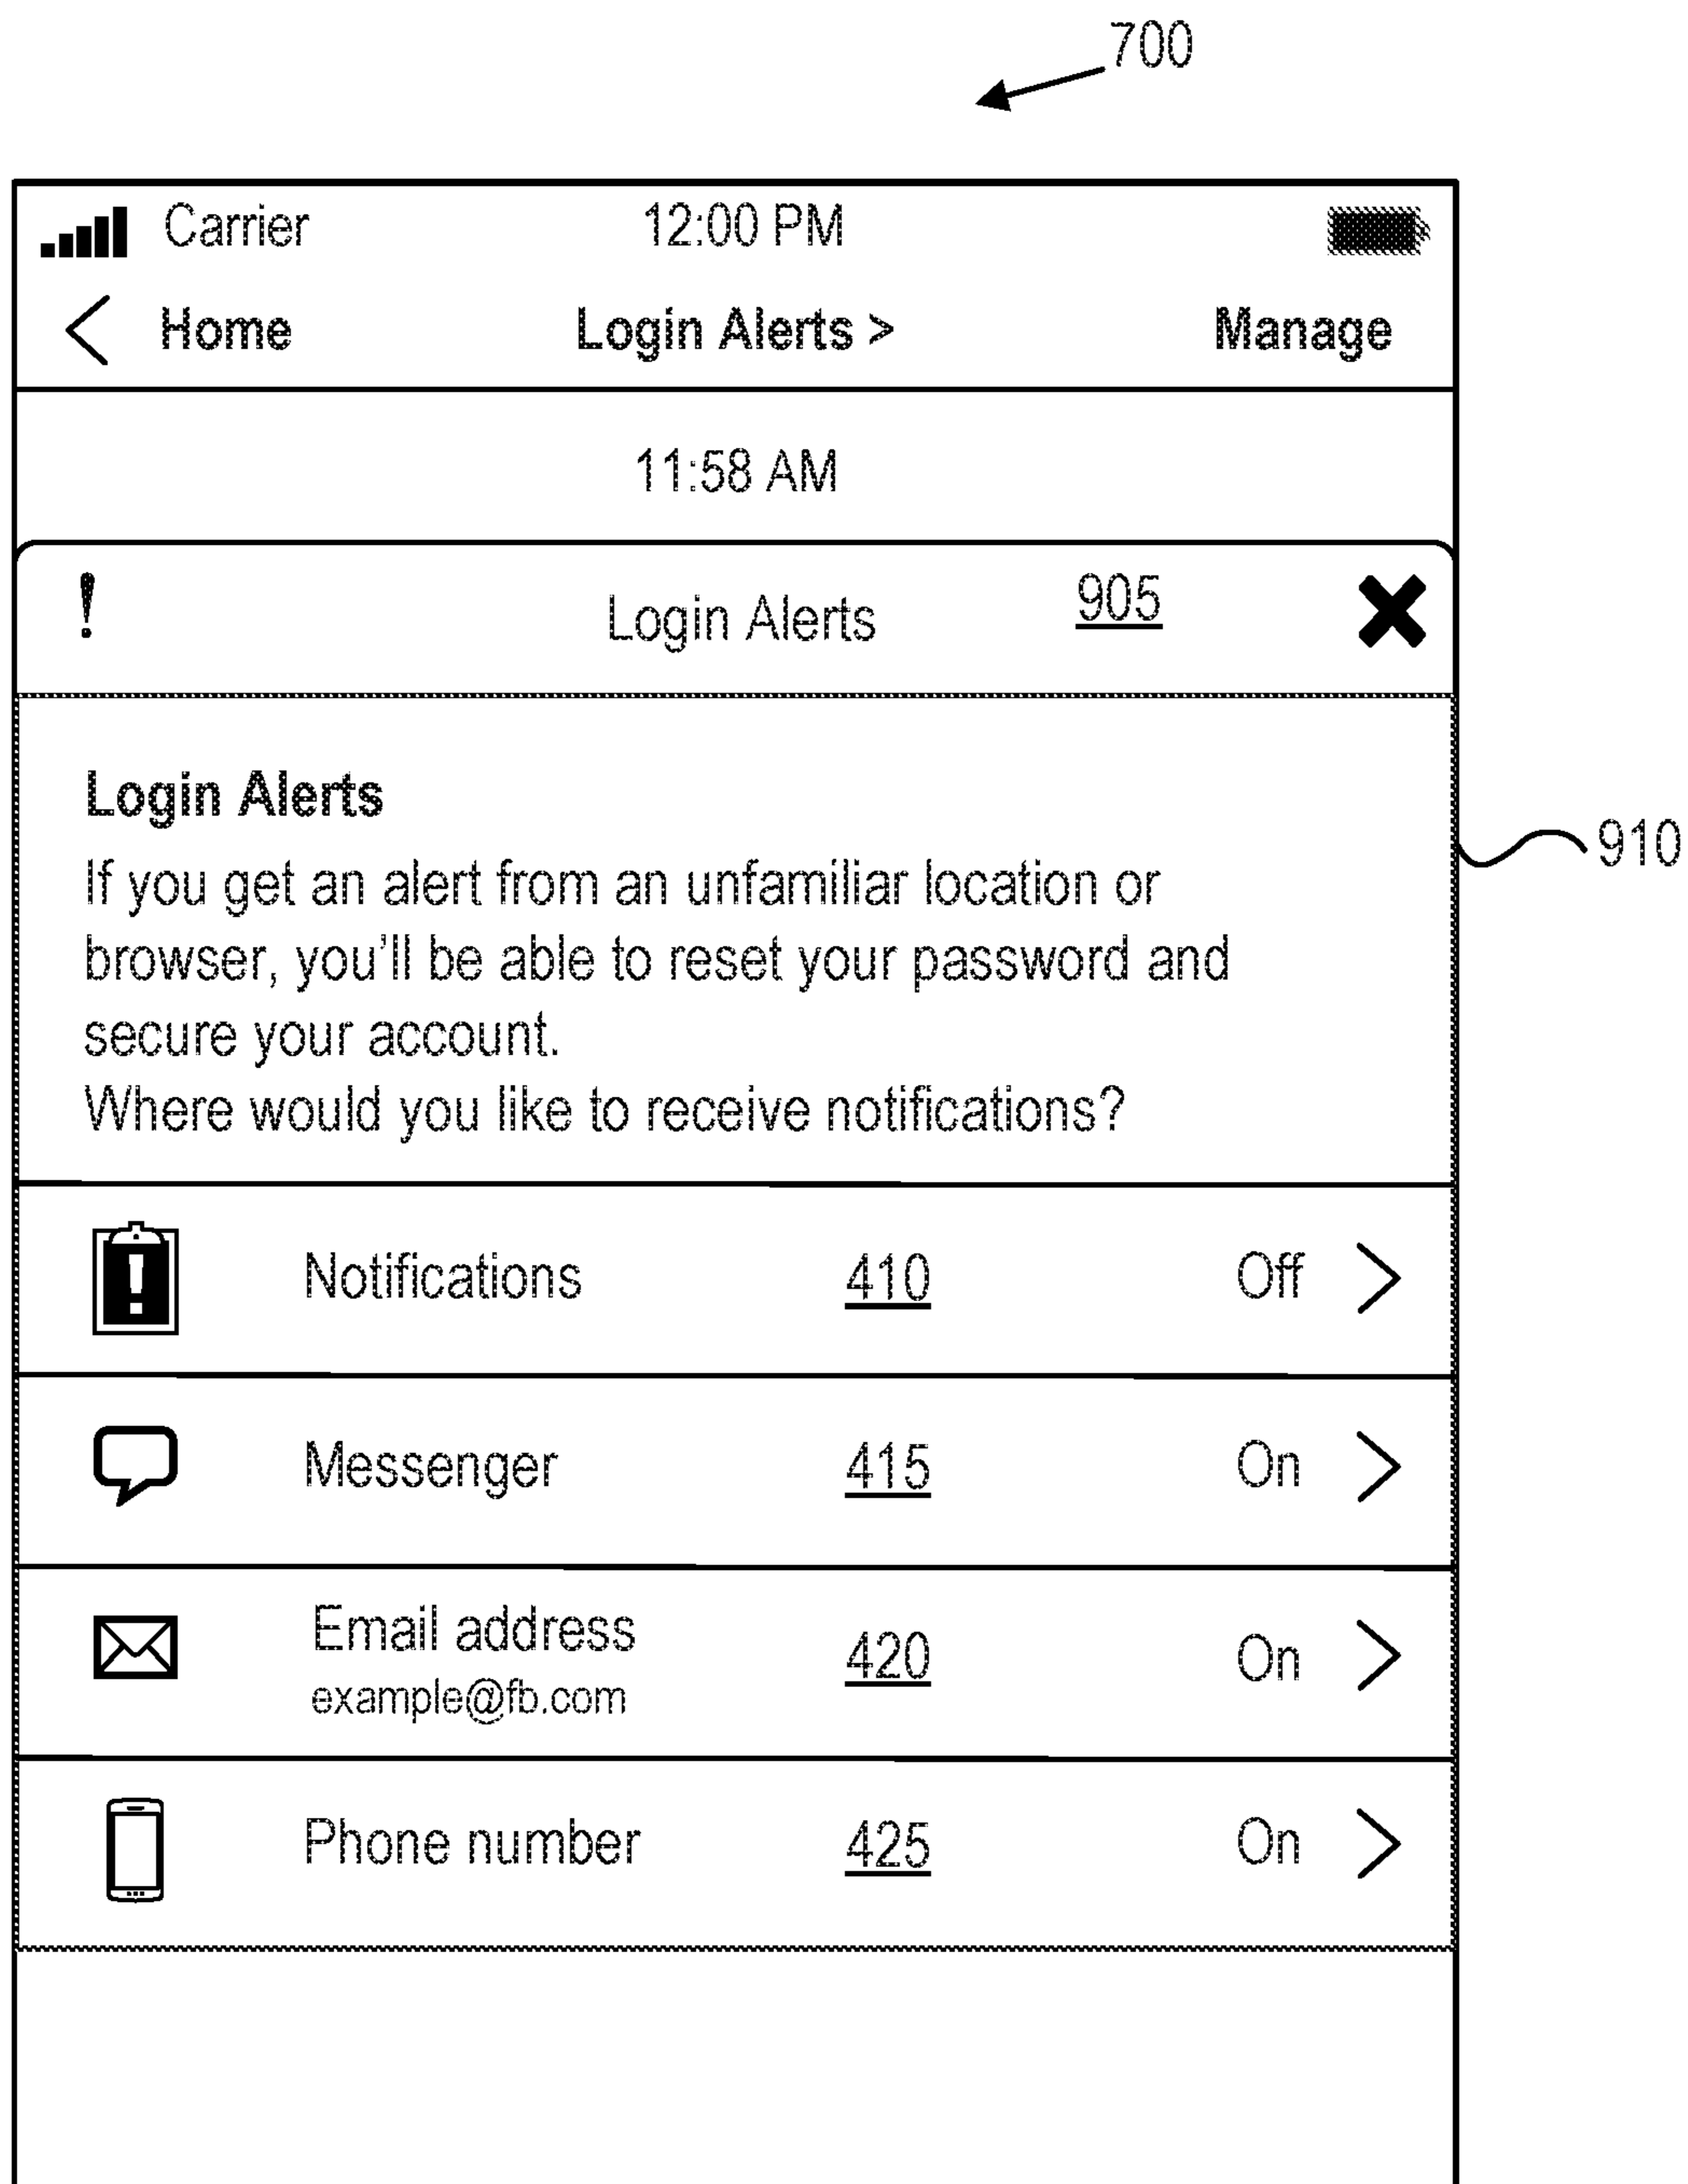 700
Carrier 12:00 PM
< Home Login Alerts > Manage
11:58 AM
! Login Alerts 905
Login Alerts
If you get an alert from an unfamiliar location or
browser, you'll be able to reset your password and
secure your account.
Where would you like to receive notifications?
910
Notifications 410 Off >
Messenger 415 On >
Email address 420 On >
example@fb.com
Phone number 425 On >